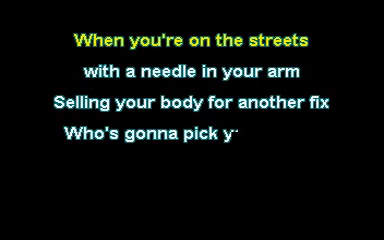 When you're on the streets
with a needle in your arm
Selling your body for another fix
Who's gonna pick